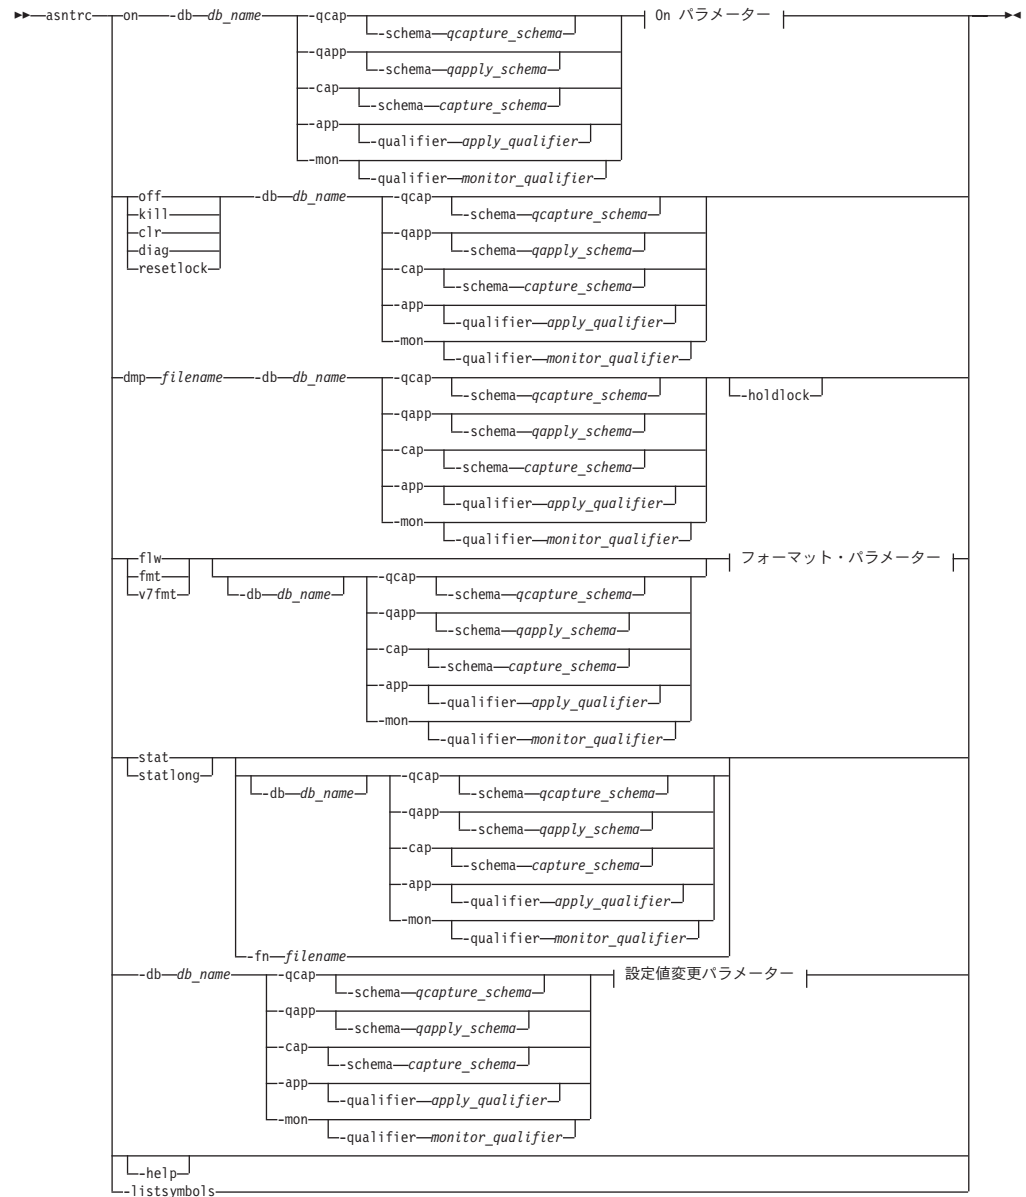 asntrc on -db db_name -qcap On パラメーター
-schema qcapture_schema
-qapp
-schema qapply_schema
-cap
-schema capture_schema
-app
-qualifier apply_qualifier
-mon
-qualifier monitor_qualifier
off -db db_name -qcap
kill -schema qcapture_schema
clr -qapp
diag -schema qapply_schema
resetlock -cap
-schema capture_schema
-app
-qualifier apply_qualifier
-mon
-qualifier monitor_qualifier
dmp filename -db db_name -qcap
-schema qcapture_schema -holdlock
-qapp
-schema qapply_schema
-cap
-schema capture_schema
-app
-qualifier apply_qualifier
-mon
-qualifier monitor_qualifier
flw フォーマット・パラメーター
fmt -qcap
v7fmt -db db_name -schema qcapture_schema
-qapp
-schema qapply_schema
-cap
-schema capture_schema
-app
-qualifier apply_qualifier
-mon
-qualifier monitor_qualifier
stat
statlong -qcap
-db db_name -schema qcapture_schema
-qapp
-schema qapply_schema
-cap
-schema capture_schema
-app
-qualifier apply_qualifier
-mon
-qualifier monitor_qualifier
-fn filename
-db db_name -qcap 設定値変更パラメーター
-schema qcapture_schema
-qapp
-schema qapply_schema
-cap
-schema capture_schema
-app
-qualifier apply_qualifier
-mon
-qualifier monitor_qualifier
-help
-listsymbols